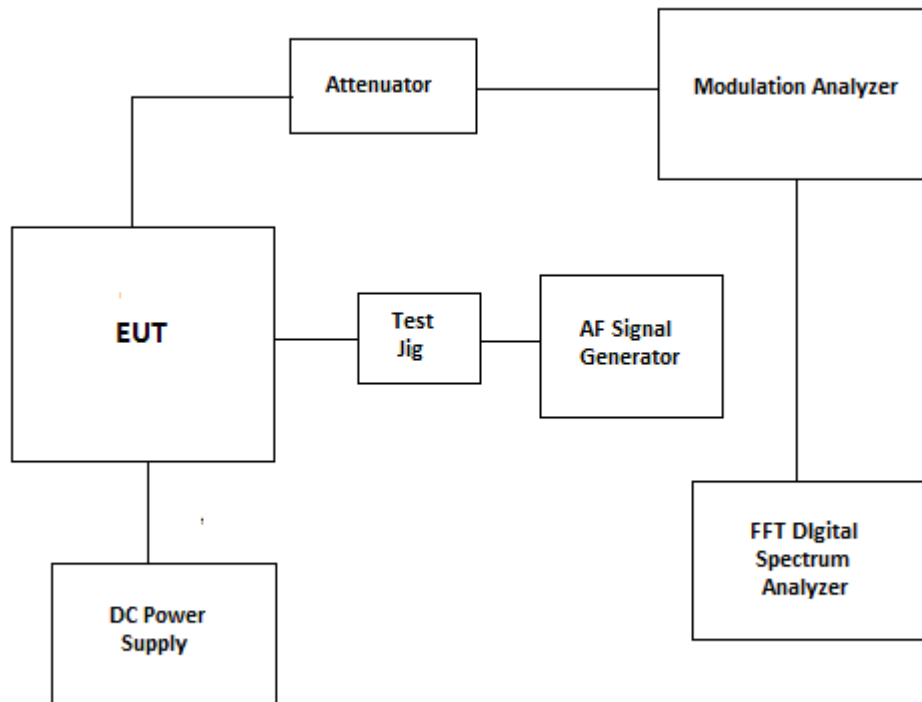 Attenuator
Modulation Analyzer
EUT
Test
Jig
AF Signal
Generator
FFT DIgital
Spectrum
Analyzer
DC Power
Supply